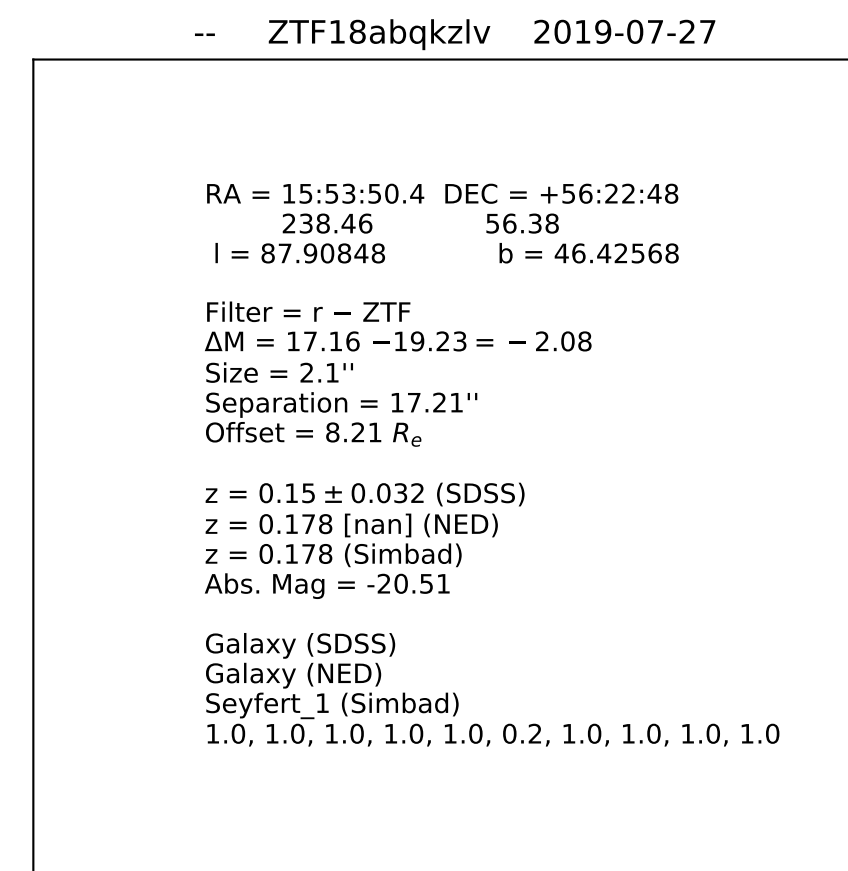 -- ZTF18abqkzlv 2019-07-27
RA = 15:53:50.4 DEC = +56:22:48
238.46 56.38
l = 87.90848 b = 46.42568
Filter = r − ZTF
ΔM = 17.16 −19.23 = − 2.08
Size = 2.1''
Separation = 17.21''
Offset = 8.21 Rₑ
z = 0.15 ± 0.032 (SDSS)
z = 0.178 [nan] (NED)
z = 0.178 (Simbad)
Abs. Mag = -20.51
Galaxy (SDSS)
Galaxy (NED)
Seyfert_1 (Simbad)
1.0, 1.0, 1.0, 1.0, 1.0, 0.2, 1.0, 1.0, 1.0, 1.0